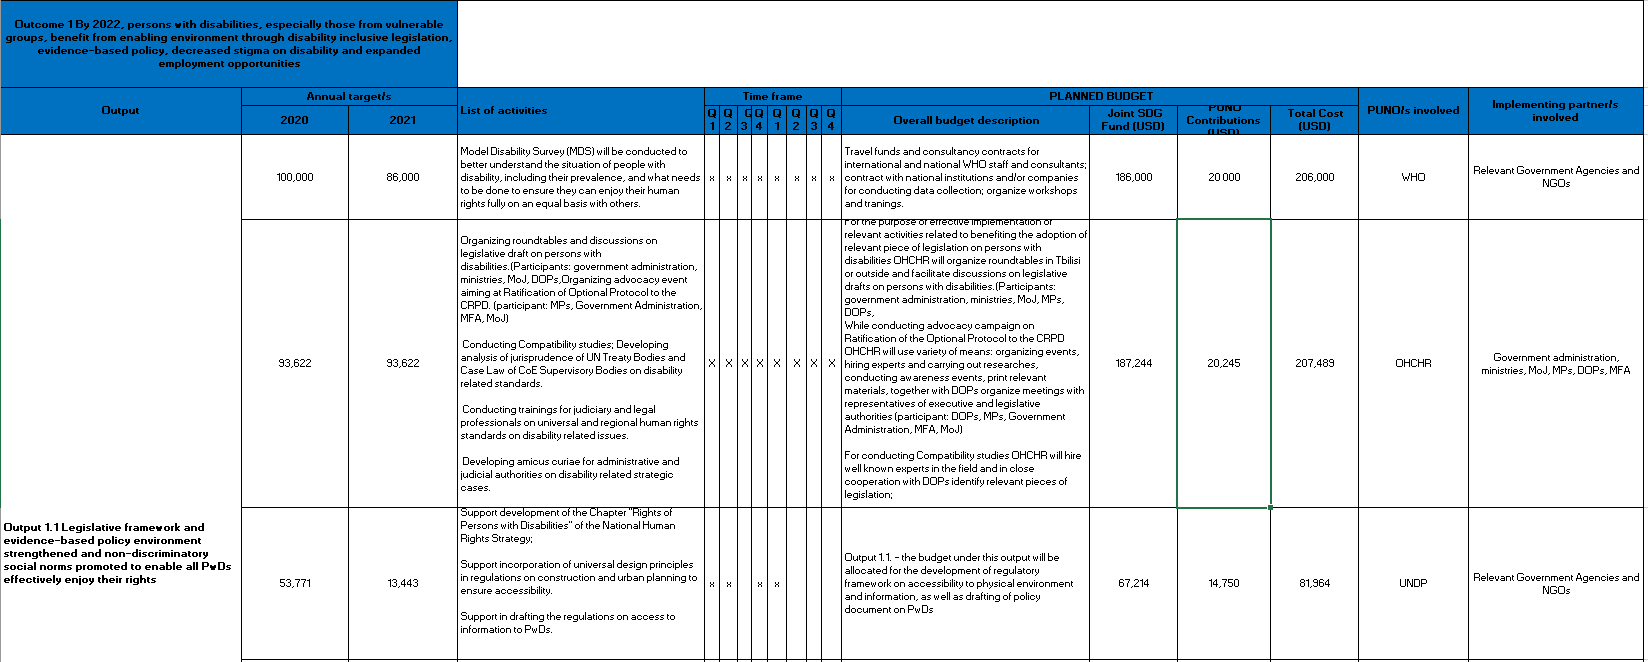 Outcome 1 By 2022, persons with disabilities, especially those from vulnerable
groups, benefit from enabling environment through disability inclusive legislation,
evidence-based policy, decreased stigma on disability and expanded
employment opportunities
Output
Annual target/s
List of activities
Time frame
PLANNED BUDGET
PUNO/s involved
Implementing partner/s
involved
2020
2021
Q Q Q Q Q Q Q Q
1 2 3 4 1 2 3 4
Overall budget description
Joint SDG
Fund (USD)
PUNO
Contributions
(USD)
Total Cost
(USD)
Output 1.1 Legislative framework and
evidence-based policy environment
strengthened and non-discriminatory
social norms promoted to enable all PwDs
effectively enjoy their rights
100,000
86,000
Model Disability Survey (MDS) will be conducted to
better understand the situation of people with
disability, including their prevalence, and what needs
to be done to ensure they can enjoy their human
rights fully on an equal basis with others.
x x x x x x x x
Travel funds and consultancy contracts for
international and national WHO staff and consultants;
contract with national institutions and/or companies
for conducting data collection; organize workshops
and tranings.
186,000
20 000
206,000
WHO
Relevant Government Agencies and
NGOs
93,622
93,622
Organizing roundtables and discussions on
legislative draft on persons with
disabilities.(Participants: government administration,
ministries, MoJ, DOPs,Organizing advocacy event
aiming at Ratification of Optional Protocol to the
CRPD. (participant: MPs, Government Administration,
MFA, MoJ)
Conducting Compatibility studies; Developing
analysis of jurisprudence of UN Treaty Bodies and
Case Law of CoE Supervisory Bodies on disability
related standards.
Conducting trainings for judiciary and legal
professionals on universal and regional human rights
standards on disability related issues.
Developing amicus curiae for administrative and
judicial authorities on disability related strategic
cases.
X X X X X X X X
For the purpose of effective implementation of
relevant activities related to benefiting the adoption of
relevant piece of legislation on persons with
disabilities OHCHR will organize roundtables in Tbilisi
or outside and facilitate discussions on legislative
drafts on persons with disabilities.(Participants:
government administration, ministries, MoJ, MPs,
DOPs,
While conducting advocacy campaign on
Ratification of the Optional Protocol to the CRPD
OHCHR will use variety of means: organizing events,
hiring experts and carrying out researches,
conducting awareness events, print relevant
materials, together with DOPs organize meetings with
representatives of executive and legislative
authorities (participant: DOPs, MPs, Government
Administration, MFA, MoJ)
For conducting Compatibility studies OHCHR will hire
well known experts in the field and in close
cooperation with DOPs identify relevant pieces of
legislation;
187,244
20,245
207,489
OHCHR
Government administration,
ministries, MoJ, MPs, DOPs, MFA
53,771
13,443
Support development of the Chapter "Rights of
Persons with Disabilities" of the National Human
Rights Strategy;
Support incorporation of universal design principles
in regulations on construction and urban planning to
ensure accessibility.
Support in drafting the regulations on access to
information to PwDs.
x x x x
Output 1.1. - the budget under this output will be
allocated for the development of regulatory
framework on accessibility to physical environment
and information, as well as drafting of policy
document on PwDs
67,214
14,750
81,964
UNDP
Relevant Government Agencies and
NGOs